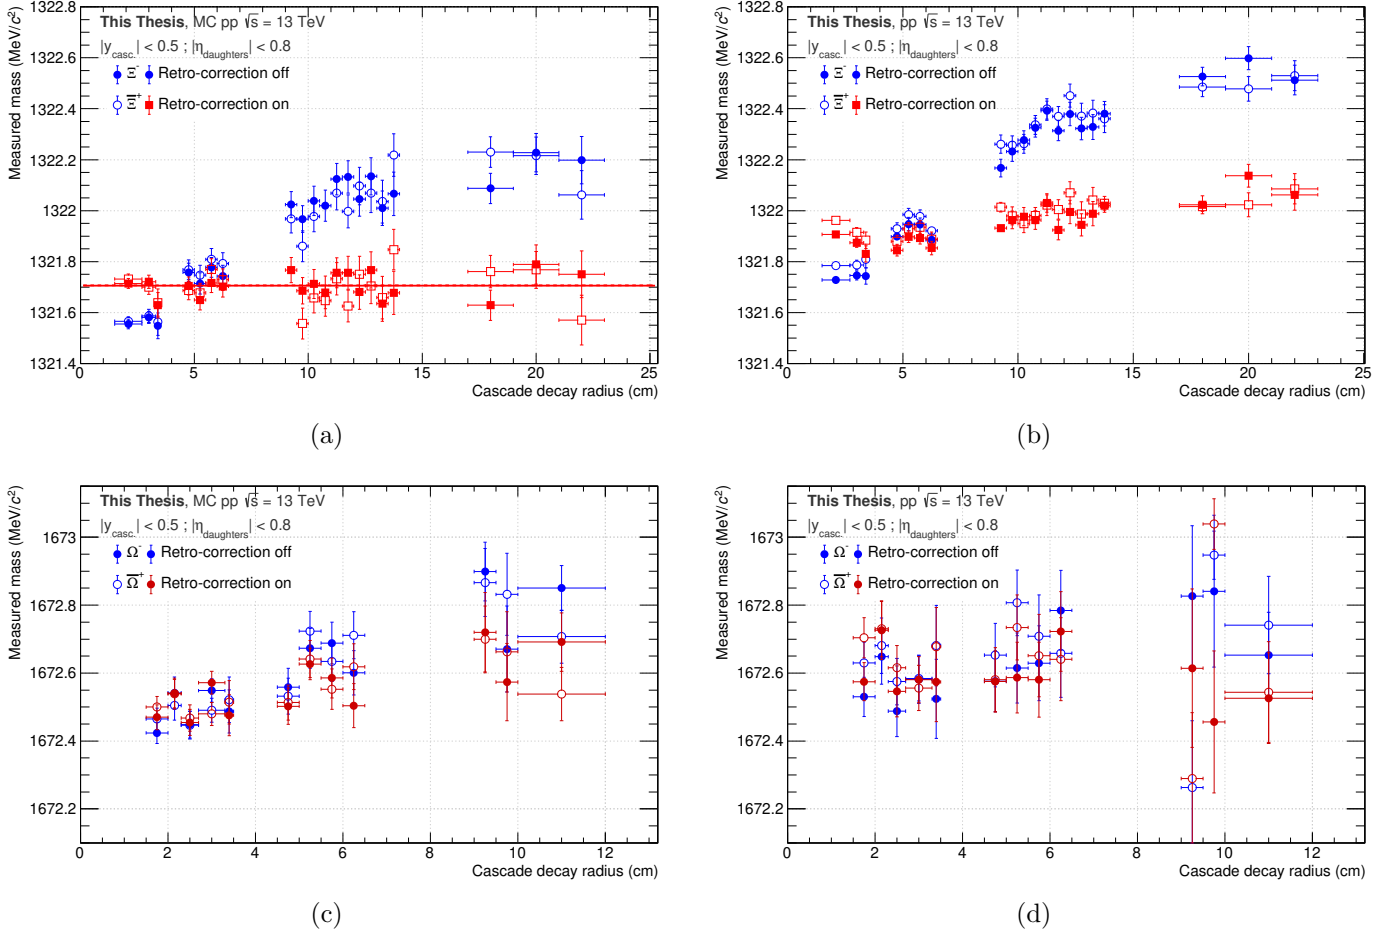 This Thesis, MC pp √s = 13 TeV
|y_casc.| < 0.5 ; |η_daughters| < 0.8
Ξ⁻ Retro-correction off
Ξ̅⁺ Retro-correction on
Measured mass (MeV/c²)
1322.8
1322.6
1322.4
1322.2
1322
1321.8
1321.6
1321.4
0 5 10 15 20 25
Cascade decay radius (cm)
(a)
This Thesis, pp √s = 13 TeV
|y_casc.| < 0.5 ; |η_daughters| < 0.8
Ξ⁻ Retro-correction off
Ξ̅⁺ Retro-correction on
Measured mass (MeV/c²)
1322.8
1322.6
1322.4
1322.2
1322
1321.8
1321.6
1321.4
0 5 10 15 20 25
Cascade decay radius (cm)
(b)
This Thesis, MC pp √s = 13 TeV
|y_casc.| < 0.5 ; |η_daughters| < 0.8
Ω⁻ Retro-correction off
Ω̅⁺ Retro-correction on
Measured mass (MeV/c²)
1673
1672.8
1672.6
1672.4
1672.2
0 2 4 6 8 10 12
Cascade decay radius (cm)
(c)
This Thesis, pp √s = 13 TeV
|y_casc.| < 0.5 ; |η_daughters| < 0.8
Ω⁻ Retro-correction off
Ω̅⁺ Retro-correction on
Measured mass (MeV/c²)
1673
1672.8
1672.6
1672.4
1672.2
0 2 4 6 8 10 12
Cascade decay radius (cm)
(d)